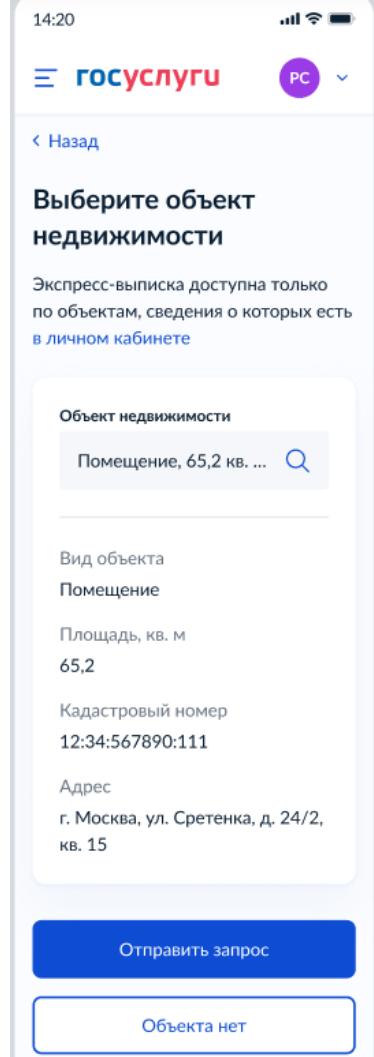 14:20
госуслуги
РС
Назад
Выберите объект
недвижимости
Экспресс-выписка доступна только
по объектам, сведения о которых есть
в личном кабинете
Объект недвижимости
Помещение, 65,2 кв. ...
Вид объекта
Помещение
Площадь, кв. м
65,2
Кадастровый номер
12:34:567890:111
Адрес
г. Москва, ул. Сретенка, д. 24/2,
кв. 15
Отправить запрос
Объекта нет